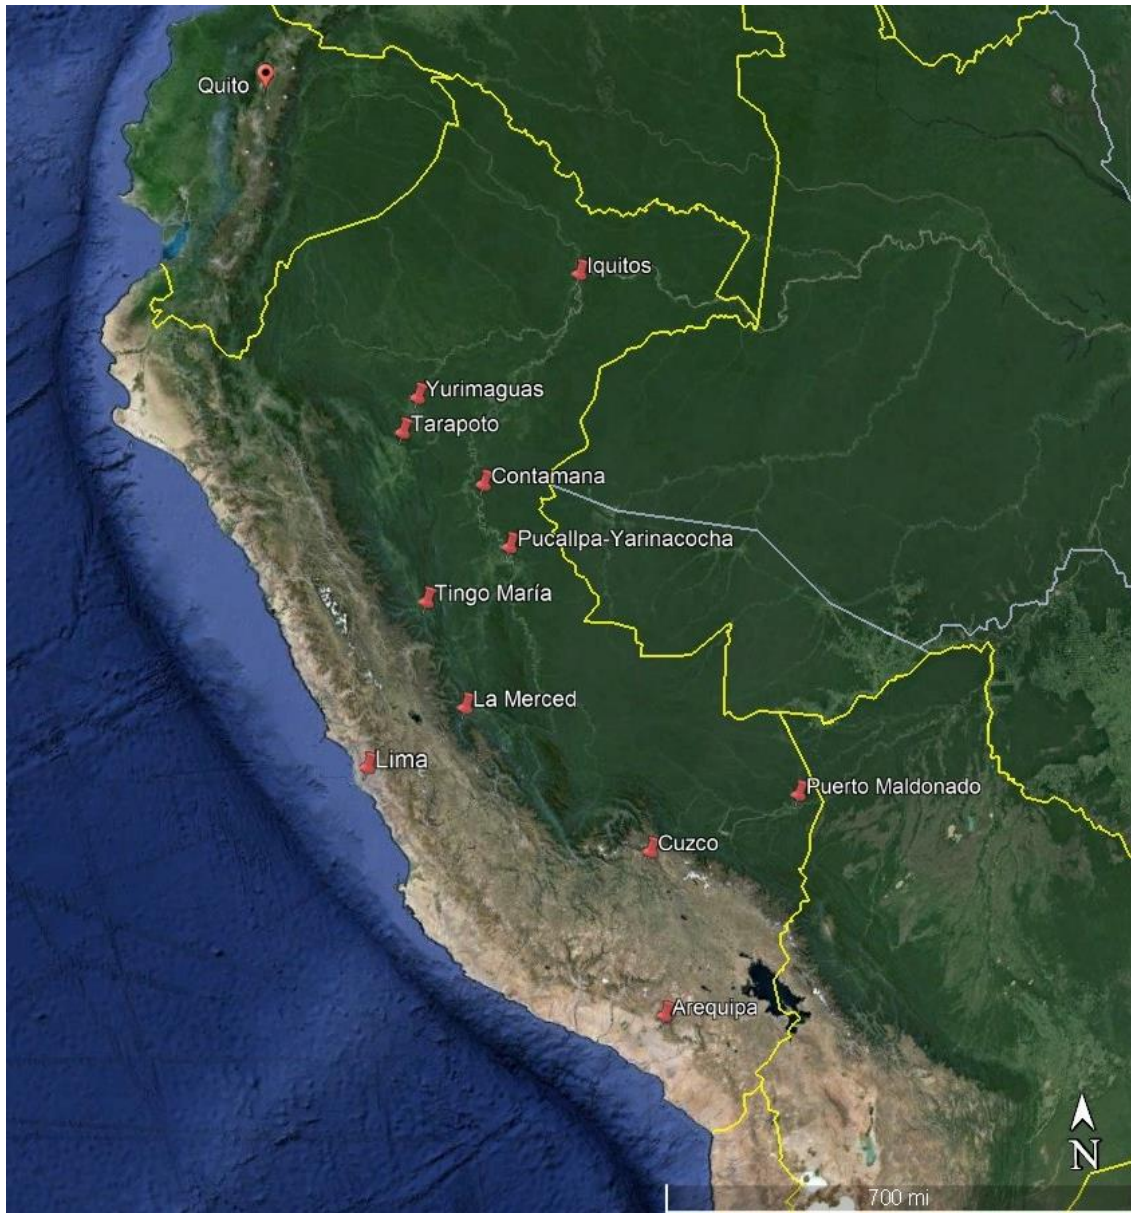 Quito
Iquitos
Yurimaguas
Tarapoto
Contamana
Pucallpa-Yarinacocha
Tingo María
La Merced
Lima
Puerto Maldonado
Cuzco
Arequipa
N
700 mi